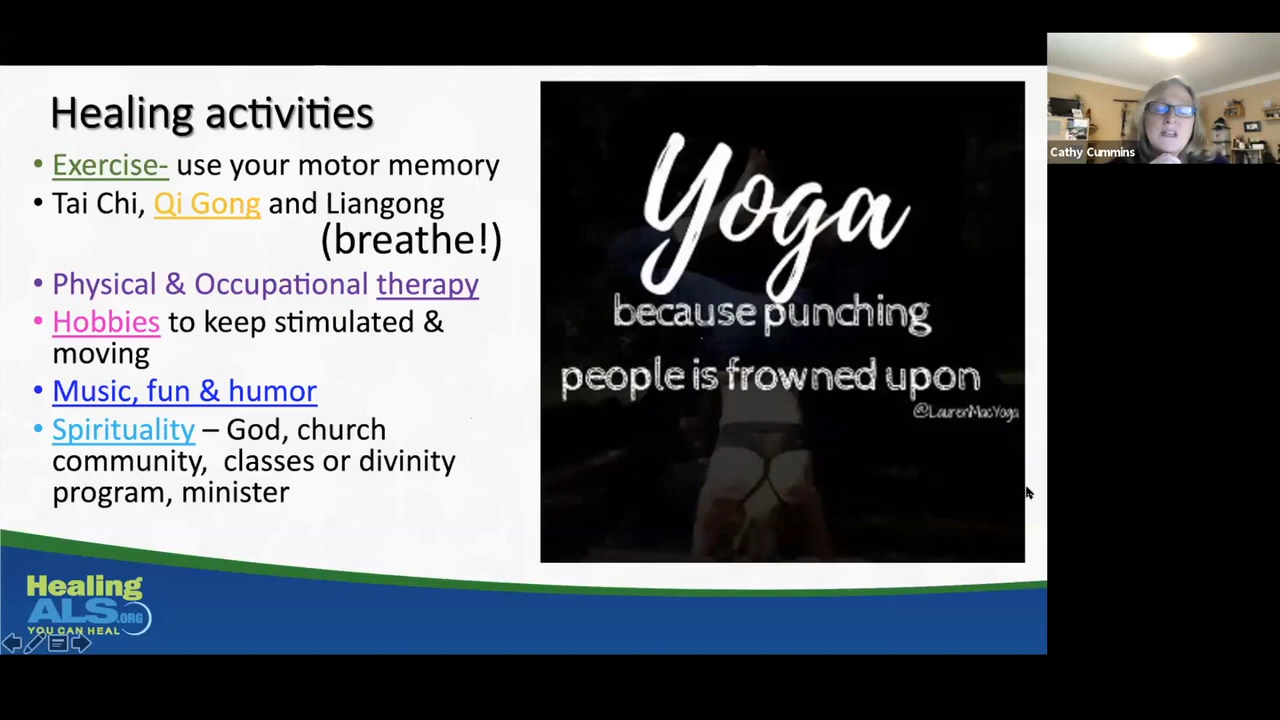 Healing activities
• Exercise- use your motor memory
• Tai Chi, Qi Gong and Liangong
(breathe!)
• Physical & Occupational therapy
• Hobbies to keep stimulated &
moving
• Music, fun & humor
• Spirituality – God, church
community, classes or divinity
program, minister
Yoga
because punching
people is frowned upon
@LaurenMacYoga
Healing
ALS.ORG
YOU CAN HEAL
Cathy Cummins